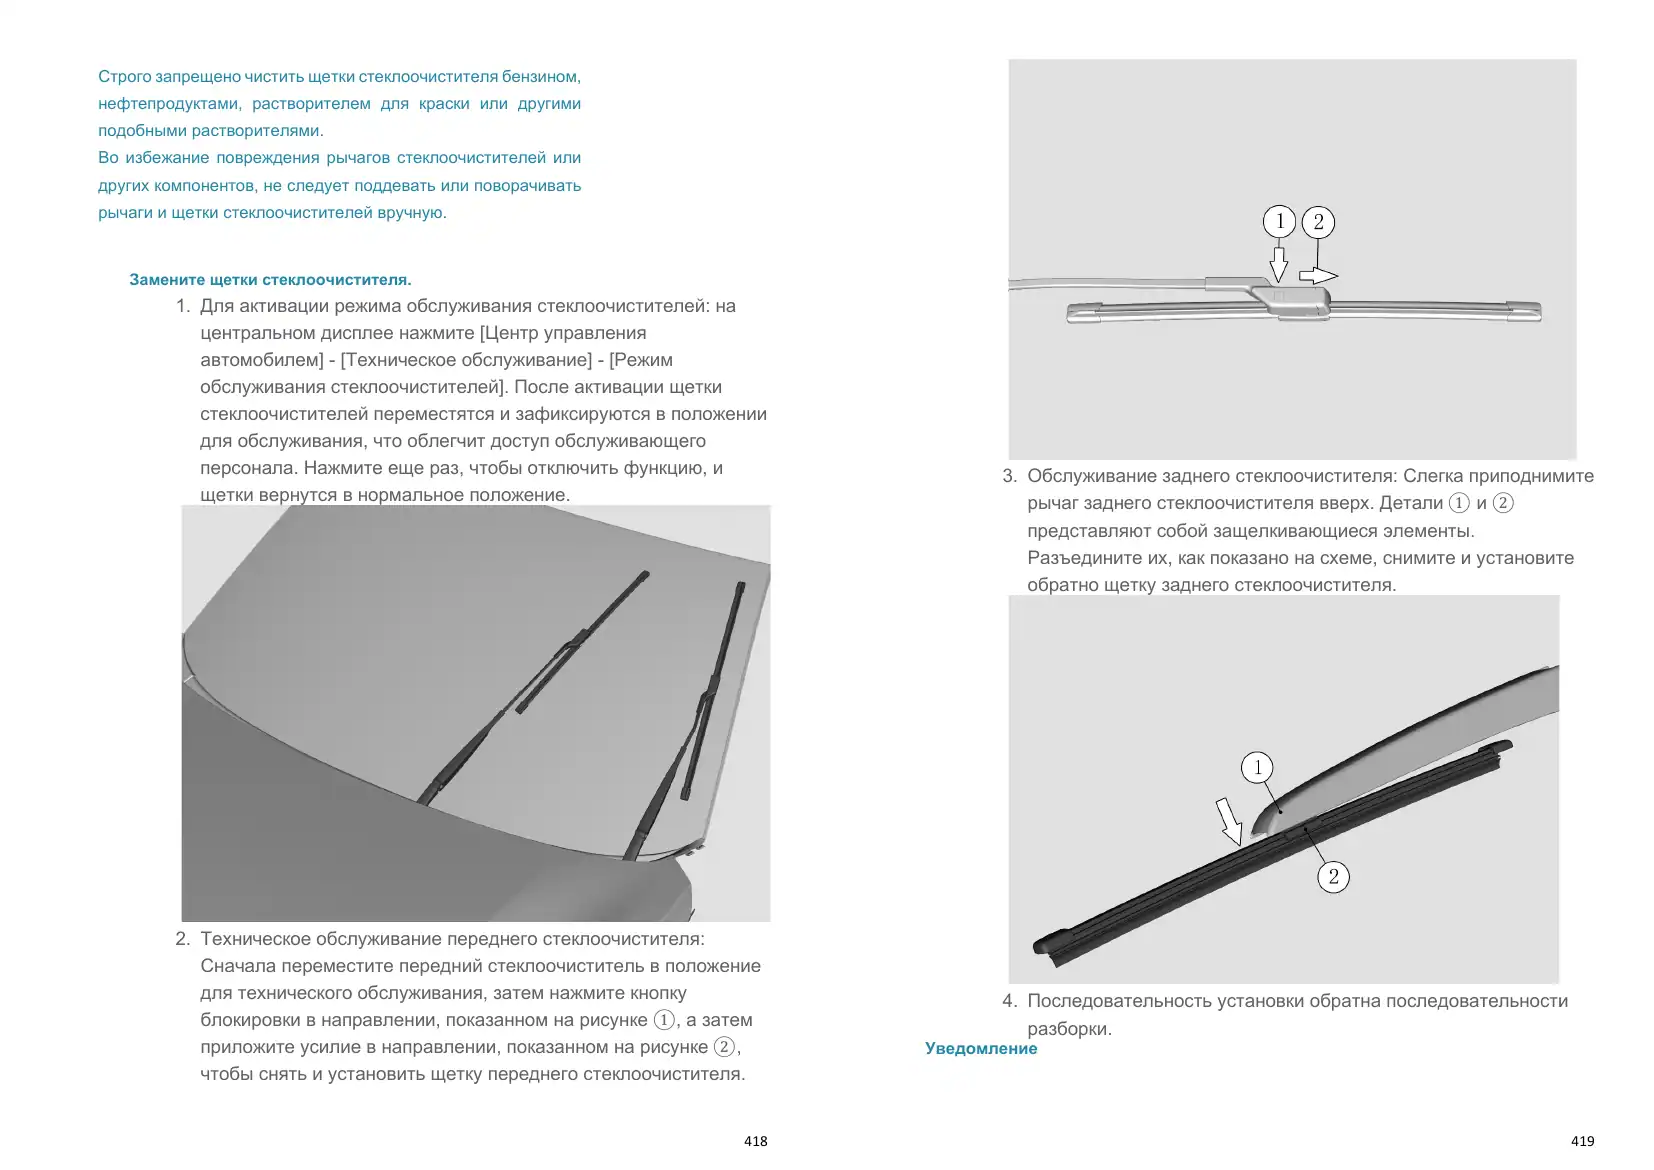 Строго запрещено чистить щетки стеклоочистителя бензином,
нефтепродуктами, растворителем для краски или другими
подобными растворителями.
Во избежание повреждения рычагов стеклоочистителей или
других компонентов, не следует поддевать или поворачивать
рычаги и щетки стеклоочистителей вручную.
Замените щетки стеклоочистителя.
1. Для активации режима обслуживания стеклоочистителей: на
центральном дисплее нажмите [Центр управления
автомобилем] - [Техническое обслуживание] - [Режим
обслуживания стеклоочистителей]. После активации щетки
стеклоочистителей переместятся и зафиксируются в положении
для обслуживания, что облегчит доступ обслуживающего
персонала. Нажмите еще раз, чтобы отключить функцию, и
щетки вернутся в нормальное положение.
2. Техническое обслуживание переднего стеклоочистителя:
Сначала переместите передний стеклоочиститель в положение
для технического обслуживания, затем нажмите кнопку
блокировки в направлении, показанном на рисунке ①, а затем
приложите усилие в направлении, показанном на рисунке ②,
чтобы снять и установить щетку переднего стеклоочистителя.
418
1 2
3. Обслуживание заднего стеклоочистителя: Слегка приподнимите
рычаг заднего стеклоочистителя вверх. Детали ① и ②
представляют собой защелкивающиеся элементы.
Разъедините их, как показано на схеме, снимите и установите
обратно щетку заднего стеклоочистителя.
1
2
4. Последовательность установки обратна последовательности
разборки.
Уведомление
419